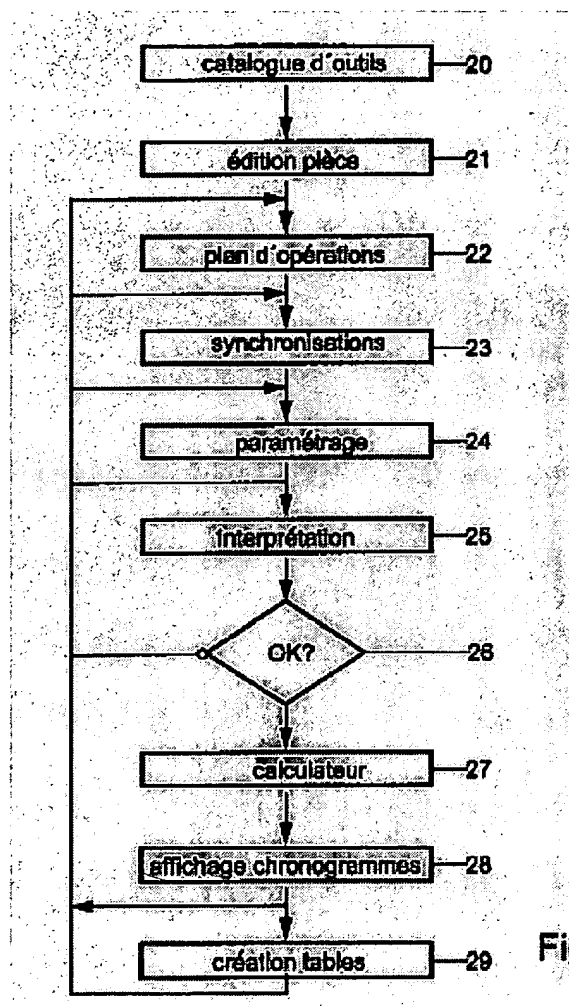 catalogue d'outils 20
édition pièce 21
plan d'opérations 22
synchronisations 23
paramétrage 24
interprétation 25
OK? 26
calculateur 27
affichage chronogrammes 28
création tables 29
Fi